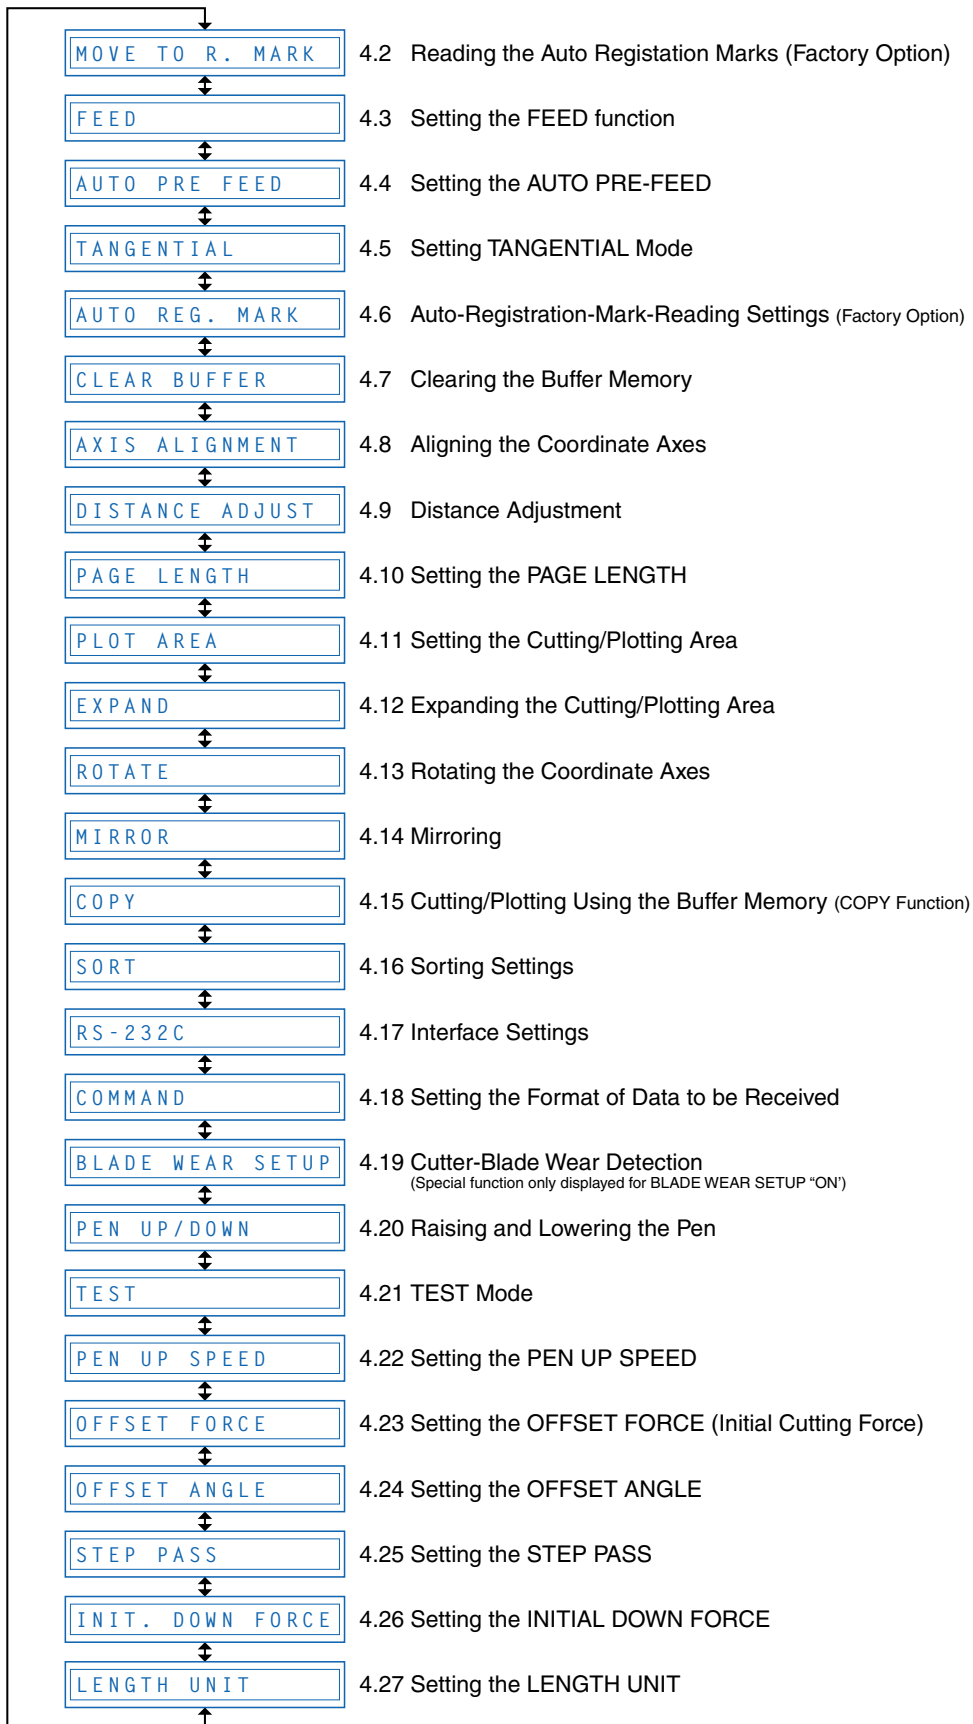 MOVE TO R. MARK 4.2 Reading the Auto Registation Marks (Factory Option)
FEED 4.3 Setting the FEED function
AUTO PRE FEED 4.4 Setting the AUTO PRE-FEED
TANGENTIAL 4.5 Setting TANGENTIAL Mode
AUTO REG. MARK 4.6 Auto-Registration-Mark-Reading Settings (Factory Option)
CLEAR BUFFER 4.7 Clearing the Buffer Memory
AXIS ALIGNMENT 4.8 Aligning the Coordinate Axes
DISTANCE ADJUST 4.9 Distance Adjustment
PAGE LENGTH 4.10 Setting the PAGE LENGTH
PLOT AREA 4.11 Setting the Cutting/Plotting Area
EXPAND 4.12 Expanding the Cutting/Plotting Area
ROTATE 4.13 Rotating the Coordinate Axes
MIRROR 4.14 Mirroring
COPY 4.15 Cutting/Plotting Using the Buffer Memory (COPY Function)
SORT 4.16 Sorting Settings
RS-232C 4.17 Interface Settings
COMMAND 4.18 Setting the Format of Data to be Received
BLADE WEAR SETUP 4.19 Cutter-Blade Wear Detection
(Special function only displayed for BLADE WEAR SETUP “ON’)
PEN UP/DOWN 4.20 Raising and Lowering the Pen
TEST 4.21 TEST Mode
PEN UP SPEED 4.22 Setting the PEN UP SPEED
OFFSET FORCE 4.23 Setting the OFFSET FORCE (Initial Cutting Force)
OFFSET ANGLE 4.24 Setting the OFFSET ANGLE
STEP PASS 4.25 Setting the STEP PASS
INIT. DOWN FORCE 4.26 Setting the INITIAL DOWN FORCE
LENGTH UNIT 4.27 Setting the LENGTH UNIT